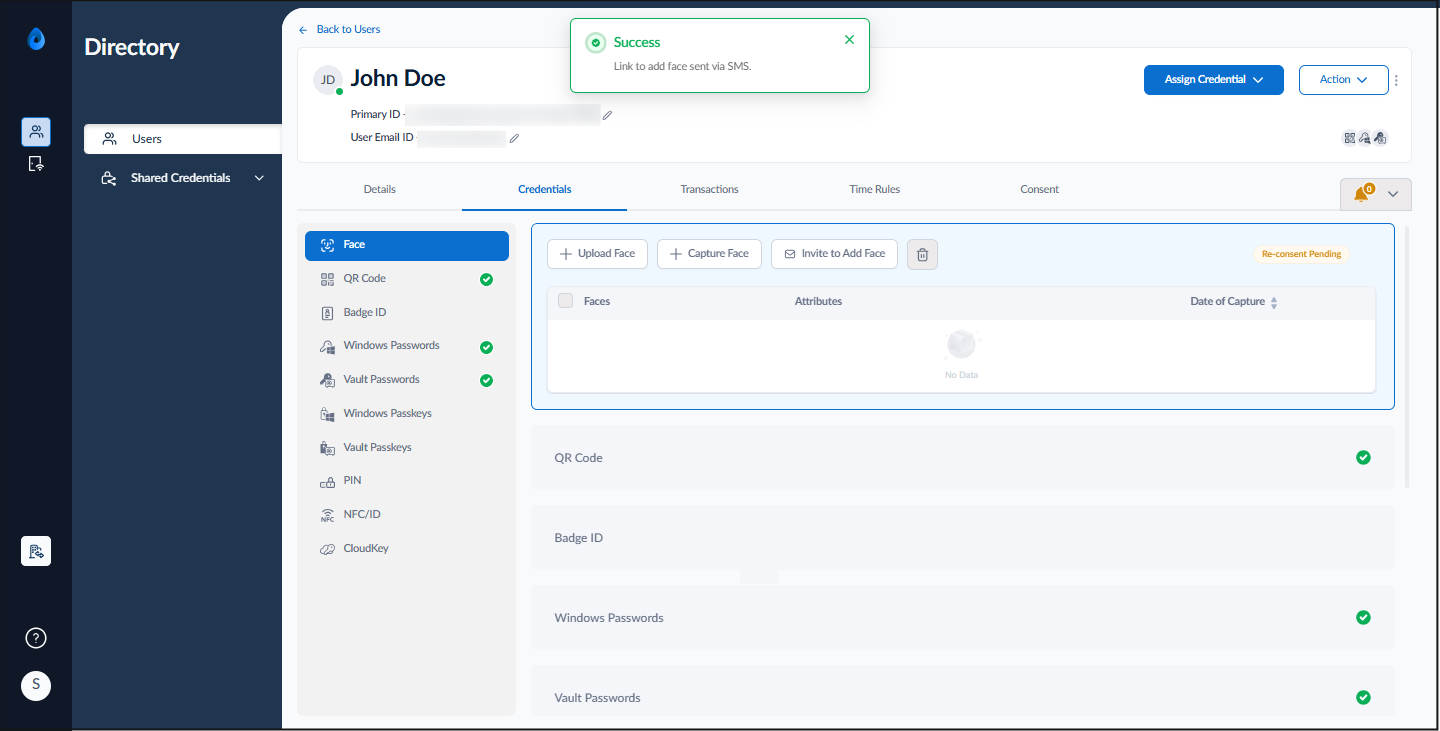 Directory
Users
Shared Credentials
S
Back to Users
Success
Link to add face sent via SMS.
JD
John Doe
Assign Credential
Action
Primary ID -
User Email ID
Details
Credentials
Transactions
Time Rules
Consent
0
Face
QR Code
Badge ID
Windows Passwords
Vault Passwords
Windows Passkeys
Vault Passkeys
PIN
NFC
NFC/ID
CloudKey
Upload Face
Capture Face
Invite to Add Face
Re-consent Pending
Faces
Attributes
Date of Capture
No Data
QR Code
Badge ID
Windows Passwords
Vault Passwords